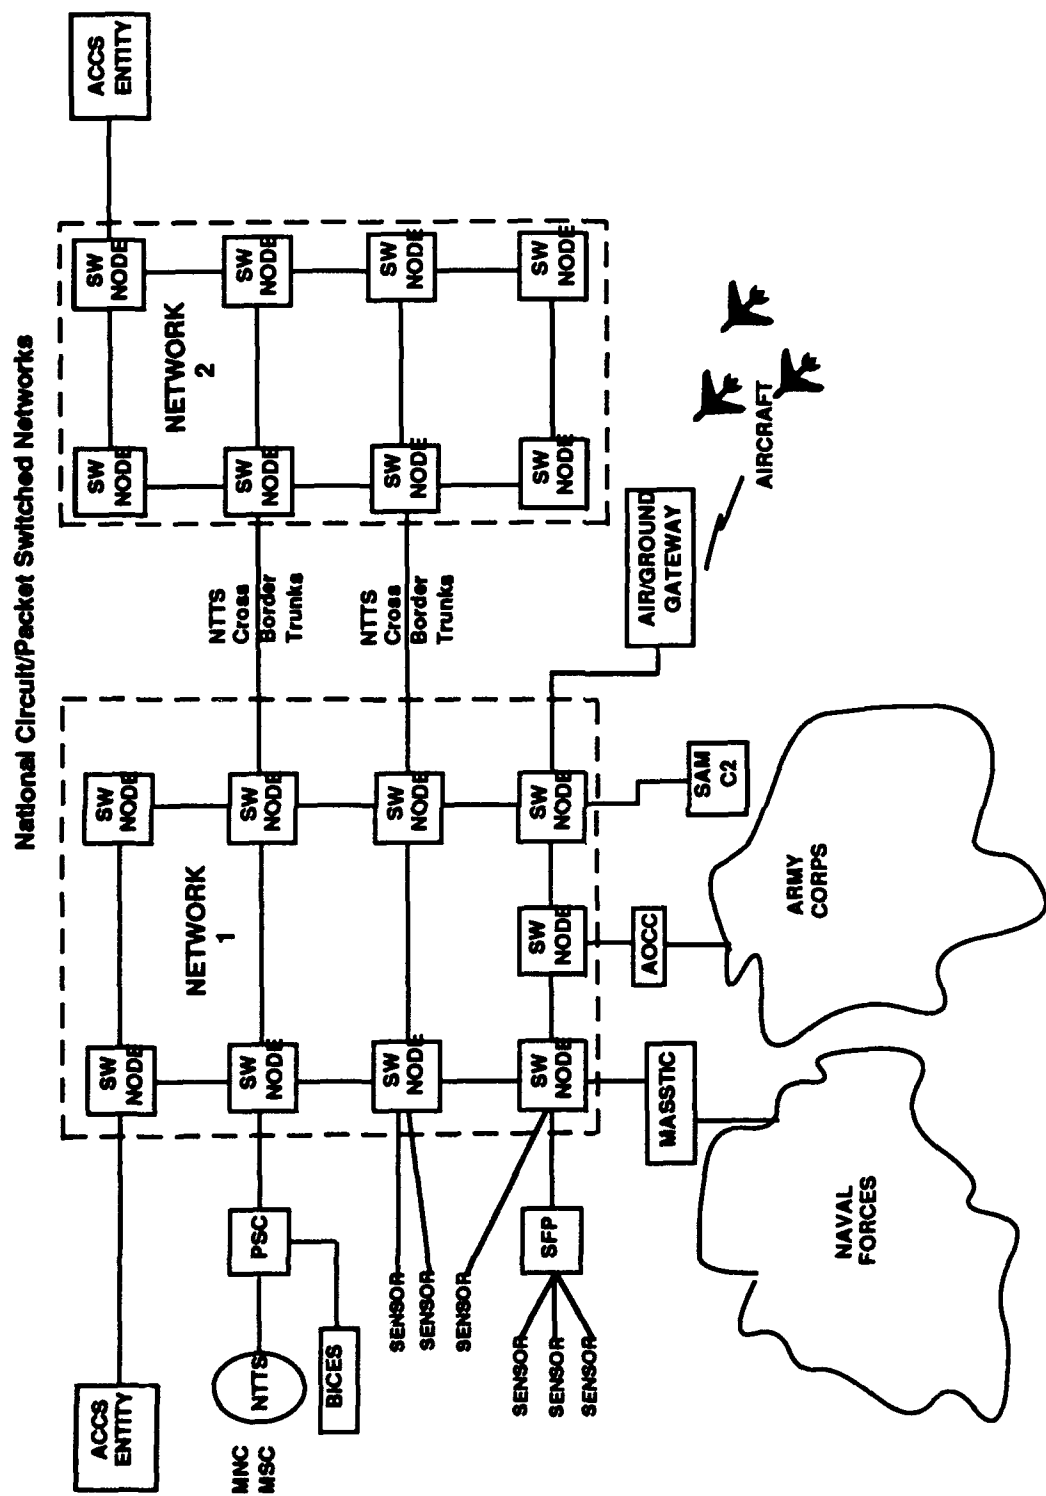 National Circuit/Packet Switched Networks
ACCS
ENTITY
SW
NODE
SW
NODE
SW
NODE
SW
NODE
ACCS
ENTITY
NETWORK
1
NETWORK
2
MNC
MSC
NTTS
PSC
SW
NODE
SW
NODE
NTTS
Cross
Border
Trunks
SW
NODE
SW
NODE
BICES
SENSOR
SENSOR
SW
NODE
SW
NODE
NTTS
Cross
Border
Trunks
SW
NODE
SW
NODE
SENSOR
SENSOR
SENSOR
SENSOR
SFP
SW
NODE
SW
NODE
SW
NODE
SW
NODE
SW
NODE
MASSTIC
AOCC
SAM
C2
AIR/GROUND
GATEWAY
AIRCRAFT
NAVAL
FORCES
ARMY
CORPS